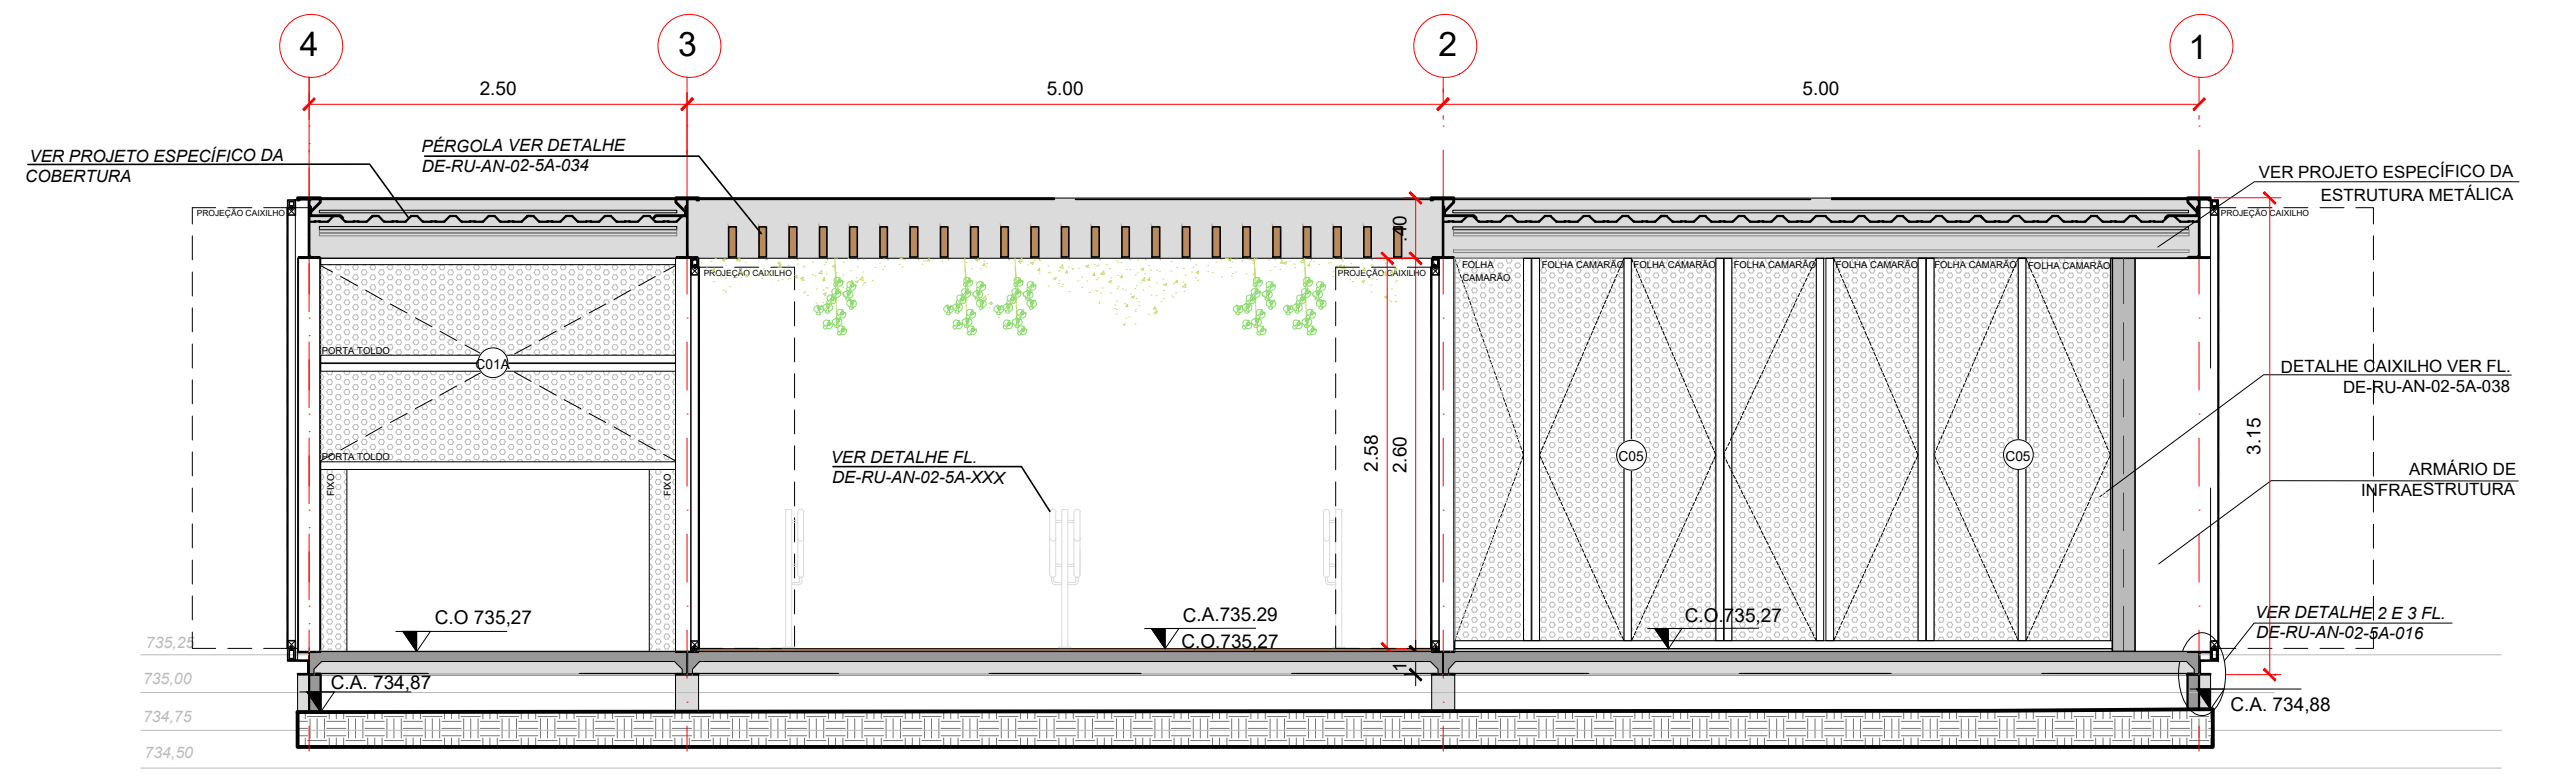 4
3
2
1
2.50
5.00
5.00
VER PROJETO ESPECÍFICO DA
COBERTURA
PÉRGOLA VER DETALHE
DE-RU-AN-02-5A-034
VER PROJETO ESPECÍFICO DA
ESTRUTURA METÁLICA
PROJEÇÃO CAIXILHO
PROJEÇÃO CAIXILHO
.40
PROJEÇÃO CAIXILHO
PROJEÇÃO CAIXILHO
FOLHA
CAMARÃO
FOLHA CAMARÃO
FOLHA CAMARÃO
FOLHA CAMARÃO
FOLHA CAMARÃO
FOLHA CAMARÃO
FOLHA CAMARÃO
PORTA TOLDO
C01A
PORTA TOLDO
FIXO
FIXO
VER DETALHE FL.
DE-RU-AN-02-5A-XXX
2.58
2.60
C05
C05
DETALHE CAIXILHO VER FL.
DE-RU-AN-02-5A-038
3.15
ARMÁRIO DE
INFRAESTRUTURA
C.O 735,27
C.A.735.29
C.O.735,27
C.O.735,27
VER DETALHE 2 E 3 FL.
DE-RU-AN-02-5A-016
735,25
735,00
734,75
734,50
C.A. 734,87
1
C.A. 734,88